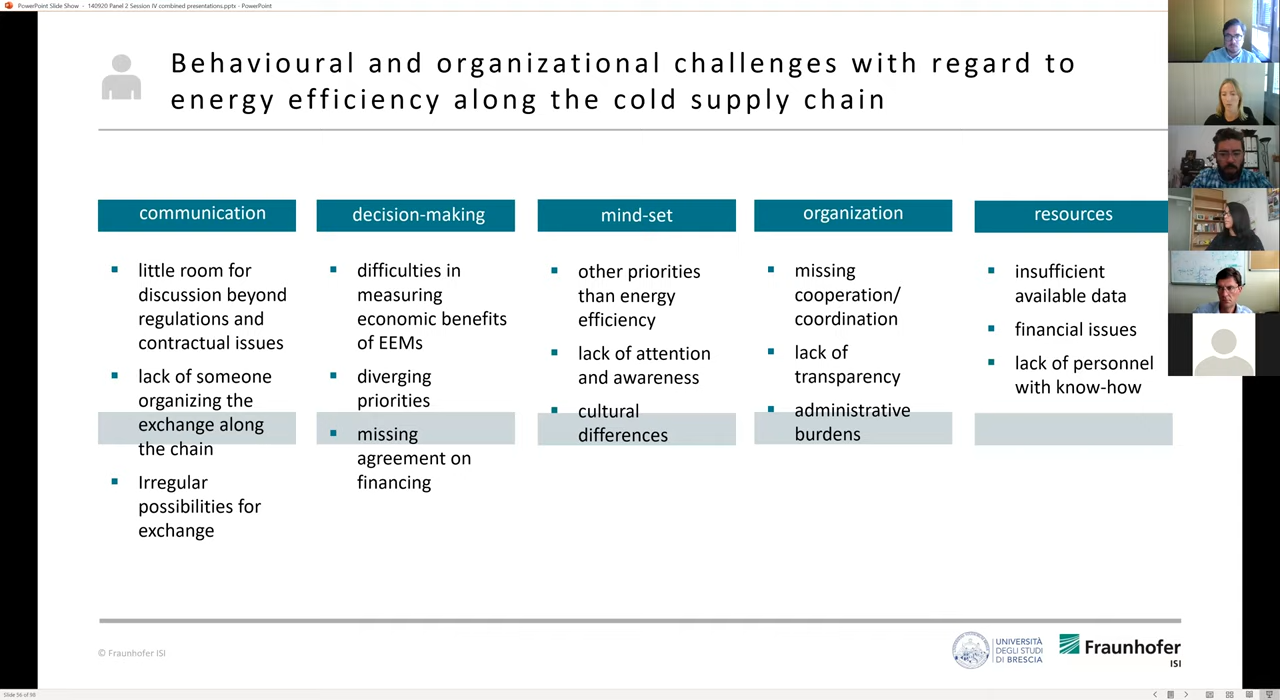 PowerPoint Slide Show - 140920 Panel 2 Session IV combined presentations.pptx - PowerPoint
Behavioural and organizational challenges with regard to
energy efficiency along the cold supply chain
communication
little room for
discussion beyond
regulations and
contractual issues
lack of someone
organizing the
exchange along
the chain
Irregular
possibilities for
exchange
decision-making
difficulties in
measuring
economic benefits
of EEMs
diverging
priorities
missing
agreement on
financing
mind-set
other priorities
than energy
efficiency
lack of attention
and awareness
cultural
differences
organization
missing
cooperation/
coordination
lack of
transparency
administrative
burdens
resources
insufficient
available data
financial issues
lack of personnel
with know-how
© Fraunhofer ISI
UNIVERSITÀ
DEGLI STUDI
DI BRESCIA
Fraunhofer
ISI
Slide 56 of 98